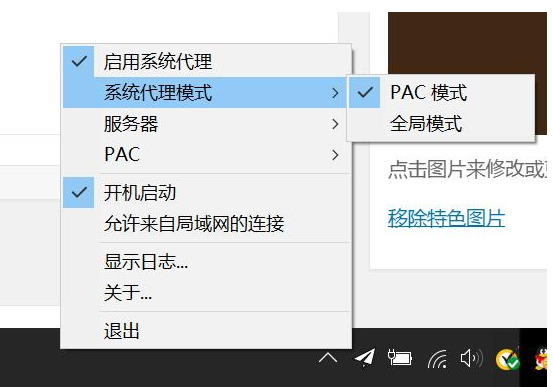 启用系统代理
系统代理模式
PAC 模式
全局模式
服务器
PAC
开机启动
允许来自局域网的连接
显示日志...
关于...
退出
点击图片来修改或
移除特色图片